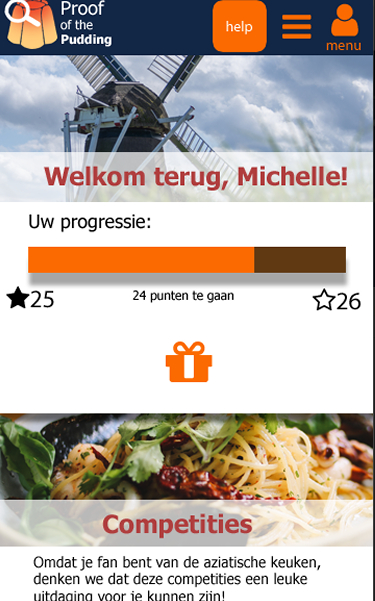 Proof
of the
Pudding
help
menu
Welkom terug, Michelle!
Uw progressie:
25
24 punten te gaan
26
Competities
Omdat je fan bent van de aziatische keuken,
denken we dat deze competities een leuke
uitdaging voor je kunnen zijn!